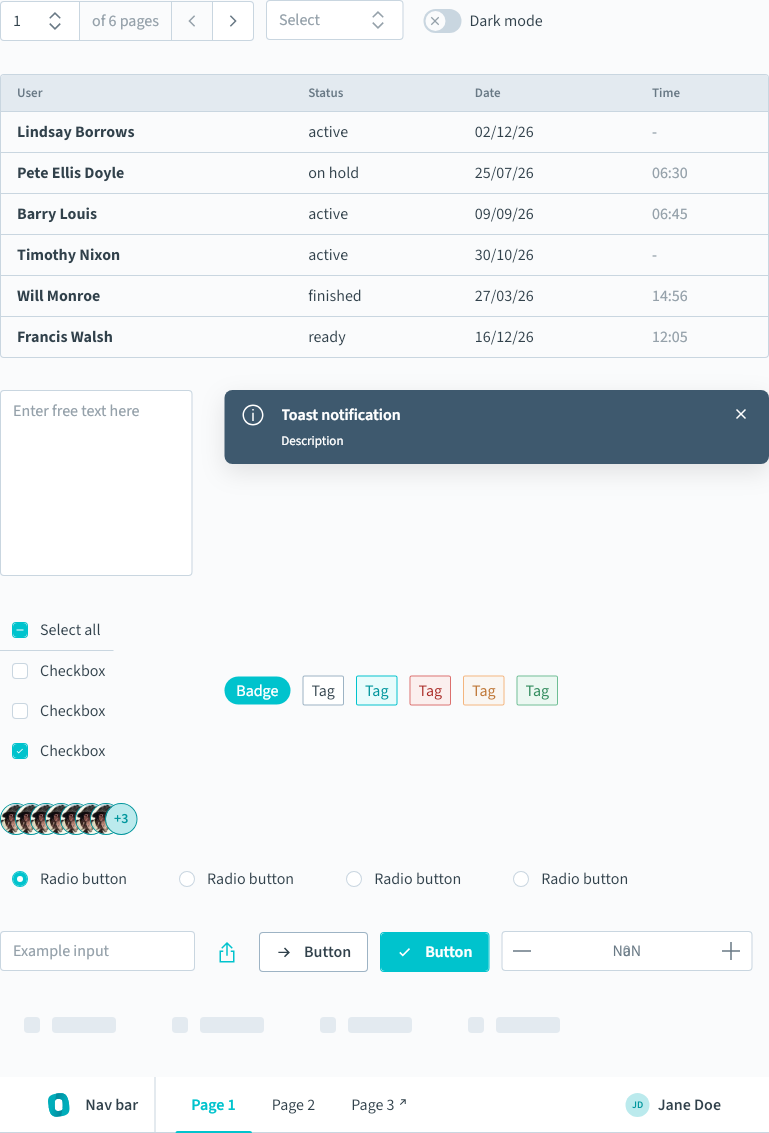 1 of 6 pages Select Dark mode
User Status Date Time
Lindsay Borrows active 02/12/26 -
Pete Ellis Doyle on hold 25/07/26 06:30
Barry Louis active 09/09/26 06:45
Timothy Nixon active 30/10/26 -
Will Monroe finished 27/03/26 14:56
Francis Walsh ready 16/12/26 12:05
Enter free text here
Toast notification
Description
Select all
Checkbox
Checkbox
Checkbox
Badge Tag Tag Tag Tag Tag
+3
Radio button Radio button Radio button Radio button
Example input Button Button
Nav bar Page 1 Page 2 Page 3 JD Jane Doe